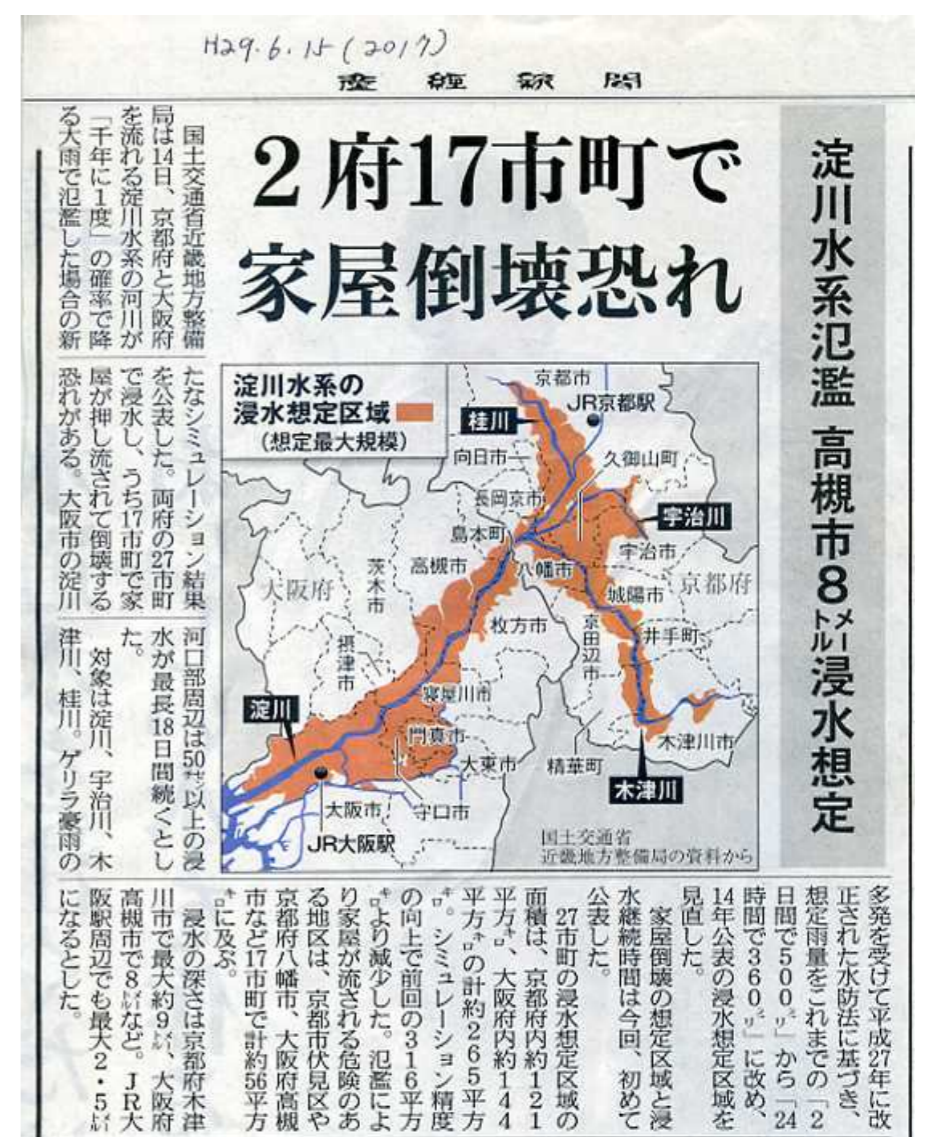 H29.6.15(2017)
産經新聞
淀川水系氾濫 高槻市8メートル浸水想定
2府17市町で
家屋倒壊恐れ
国土交通省近畿地方整備
局は14日、京都府と大阪府
を流れる淀川水系の河川が
「千年に1度」の確率で降
る大雨で氾濫した場合の新
たなシミュレーション結果
を公表した。両府の27市町
で浸水し、うち17市町で家
屋が押し流されて倒壊する
恐れがある。大阪市の淀川
河口部周辺は50センチ以上の浸
水が最長18日間続くとし
た。
対象は淀川、宇治川、木
津川、桂川。ゲリラ豪雨の
多発を受けて平成27年に改
正された水防法に基づき、
想定雨量をこれまでの「2
日間で500ミリ」から「24
時間で360ミリ」に改め、
14年公表の浸水想定区域を
見直した。
家屋倒壊の想定区域と浸
水継続時間は今回、初めて
公表した。
27市町の浸水想定区域の
面積は、京都府内約121
平方キロ、大阪府内約144
平方キロの計約265平方
キロ。シミュレーション精度
の向上で前回の316平方
キロより減少した。氾濫によ
り家屋が流される危険のあ
る地区は、京都市伏見区や
京都府八幡市、大阪府高槻
市など17市町で計約56平方
キロに及ぶ。
浸水の深さは京都府木津
川市で最大約9メートル、大阪府
高槻市で8メートルなど。JR大
阪駅周辺でも最大2・5メートル
になるとした。
淀川水系の
浸水想定区域
(想定最大規模)
京都市
JR京都駅
桂川
向日市
久御山町
長岡京市
宇治川
島本町
宇治市
高槻市
八幡市
茨木市
大阪府
城陽市
京都府
枚方市
京田辺市
井手町
摂津市
寝屋川市
淀川
門真市
木津川市
大東市
精華町
木津川
大阪市
守口市
JR大阪駅
国土交通省
近畿地方整備局の資料から